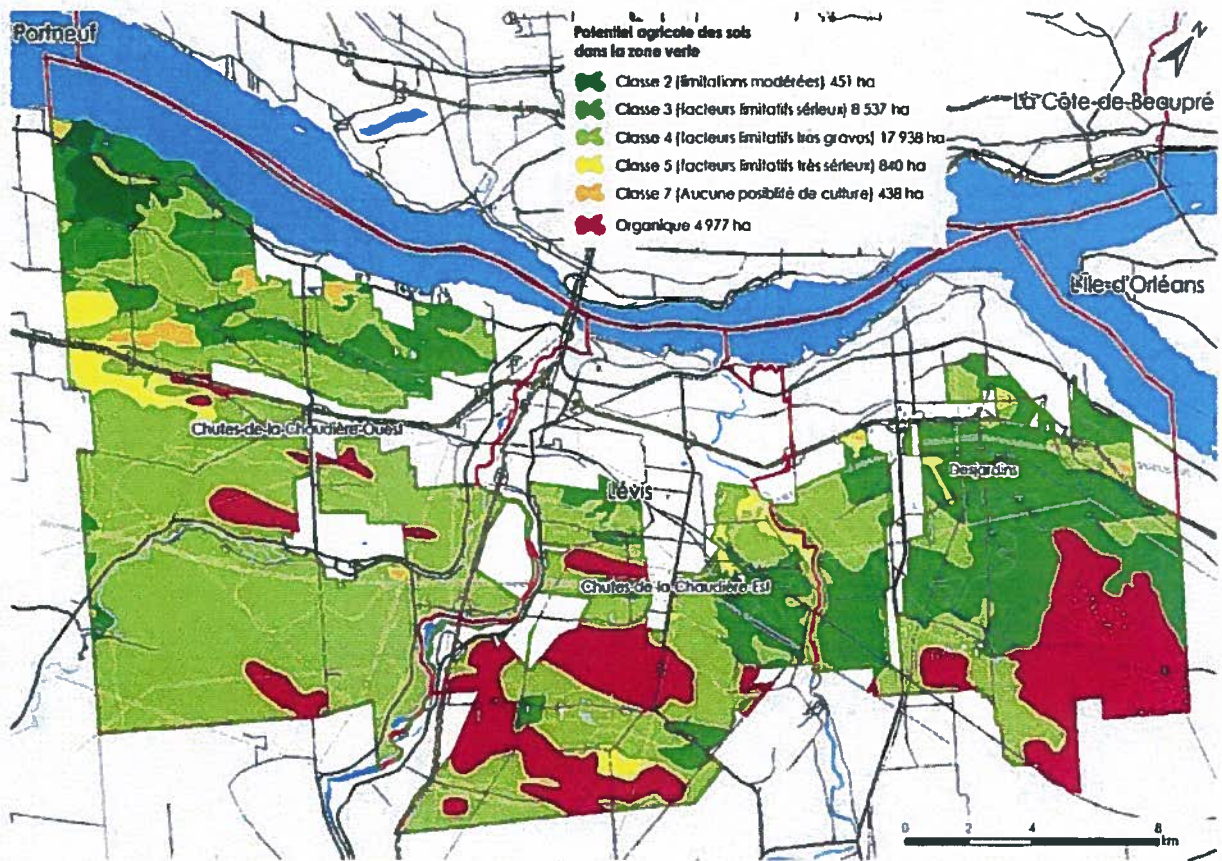 Portneuf
Potentiel agricole des sols
dans la zone verte
Classe 2 (limitations modérées) 451 ha
Classe 3 (facteurs limitatifs sérieux) 8 537 ha
Classe 4 (facteurs limitatifs très graves) 17 938 ha
Classe 5 (facteurs limitatifs très sérieux) 840 ha
Classe 7 (Aucune posiblité de culture) 438 ha
Organique 4 977 ha
N
La Côte-de-Beaupré
L'Île-d'Orléans
Chutes-de-la-Chaudière-Ouest
Desjardins
Lévis
Chutes-de-la-Chaudière-Est
0 2 4 8
km